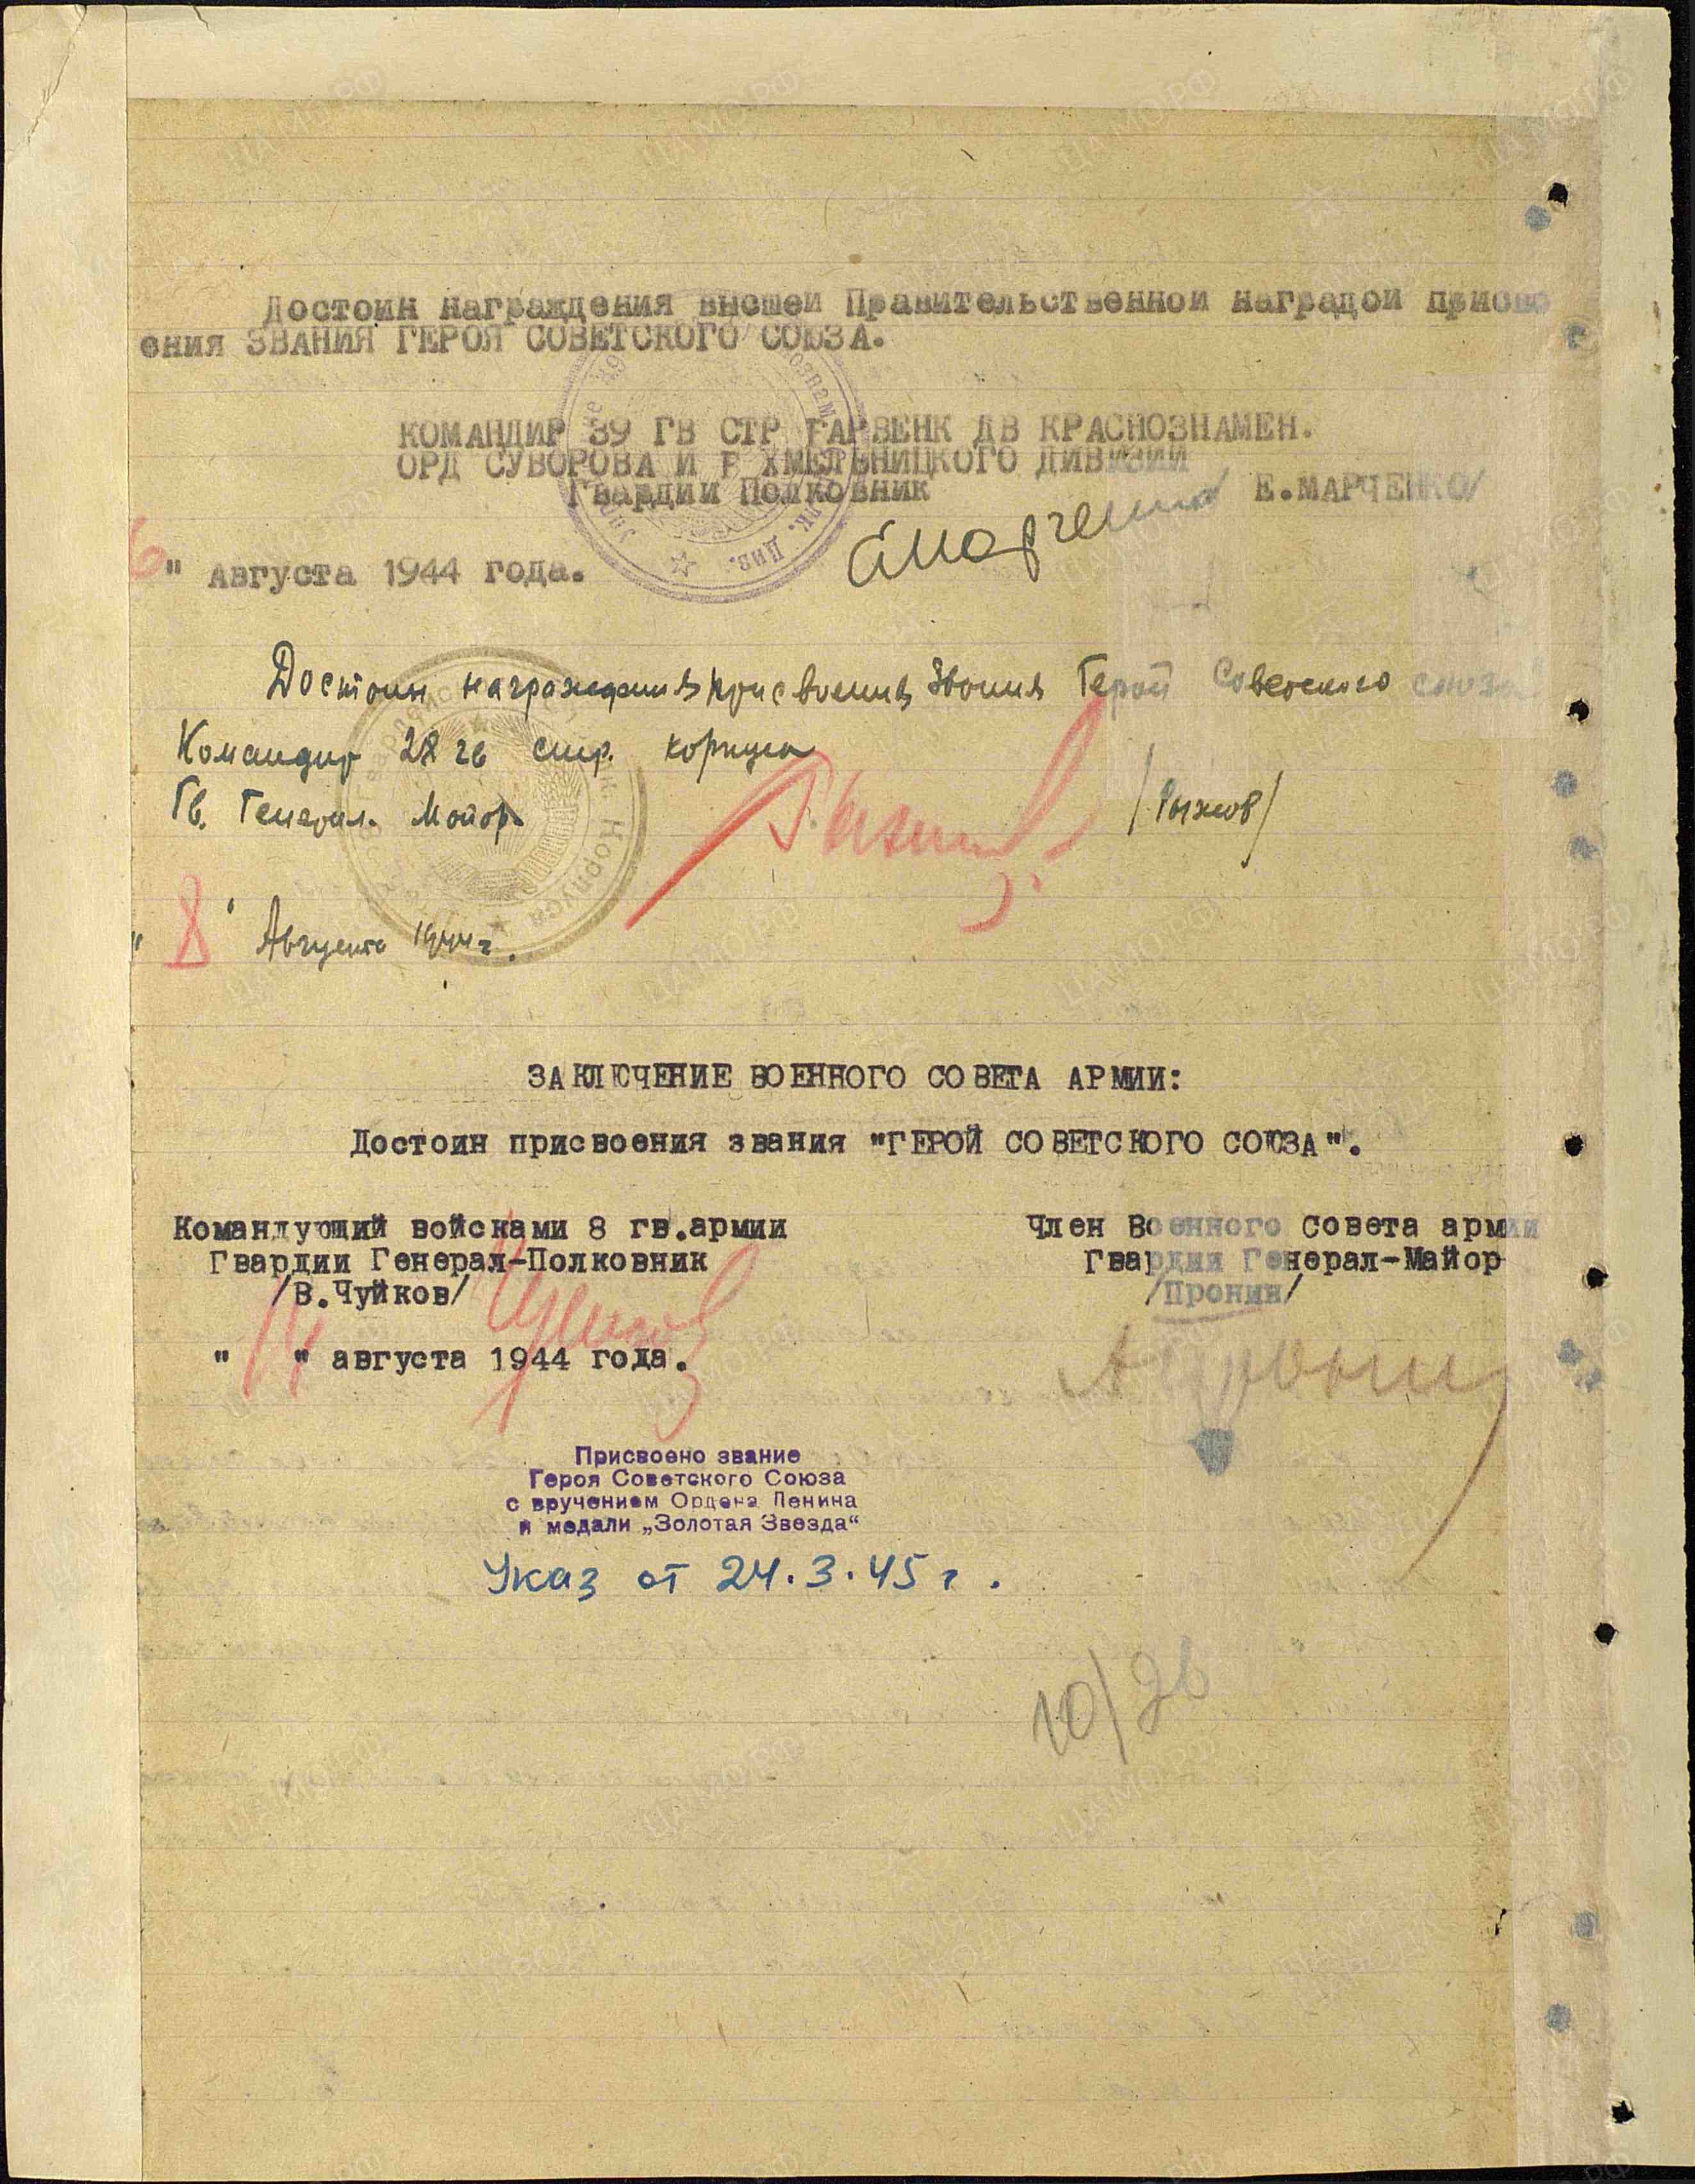 Достоин награждения высшей Правительственной наградой присво
ения ЗВАНИЯ ГЕРОЯ СОВЕТСКОГО СОЮЗА.
КОМАНДИР 39 ГВ СТР БАРВЕНК ДВ КРАСНОЗНАМЕН.
ОРД СУВОРОВА И Б ХМЕЛЬНИЦКОГО ДИВИЗИИ
Гвардии Полковник
Е.МАРЧЕНКО/
ЕМарченко
6" Августа 1944 года.
Достоин награждения присвоения Звания Герой Советского союза
Командир 28 гв стр. корпуса
Гв. Генерал. Майор
/Рыжов/
" 8 " Августа 1944 г.
ЗАКЛЮЧЕНИЕ ВОЕННОГО СОВЕТА АРМИИ:
Достоин присвоения звания "ГЕРОЙ СОВЕТСКОГО СОЮЗА".
Командующий войсками 8 гв.армии
Гвардии Генерал-Полковник
/В.Чуйков/
Член Военного Совета армии
Гвардии Генерал-Майор
/Пронин/
" 14 " августа 1944 года.
Присвоено звание
Героя Советского Союза
с вручением Ордена Ленина
и медали „Золотая Звезда“
Указ от 24.3.45 г.
10/26